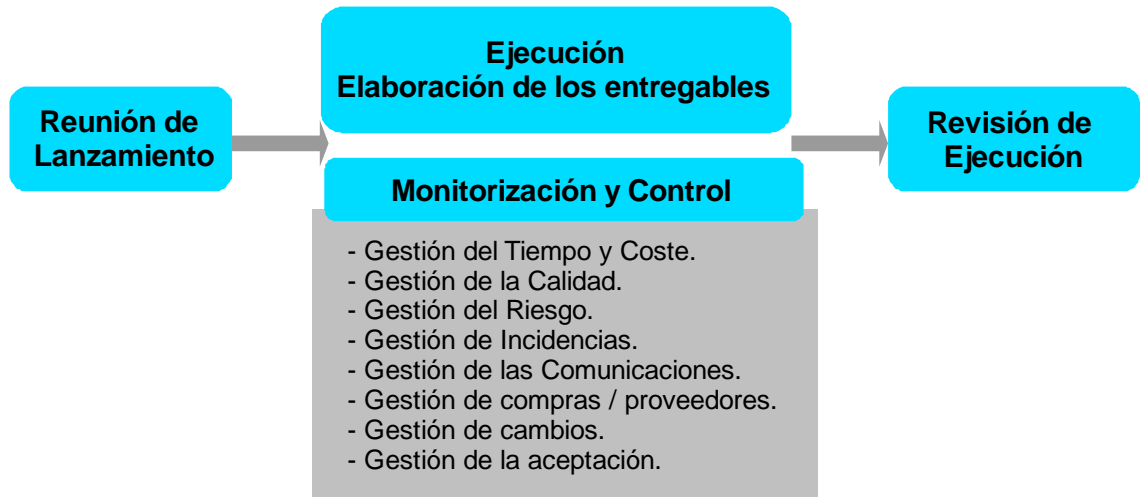 Reunión de
Lanzamiento
Ejecución
Elaboración de los entregables
Monitorización y Control
- Gestión del Tiempo y Coste.
- Gestión de la Calidad.
- Gestión del Riesgo.
- Gestión de Incidencias.
- Gestión de las Comunicaciones.
- Gestión de compras / proveedores.
- Gestión de cambios.
- Gestión de la aceptación.
Revisión de
Ejecución